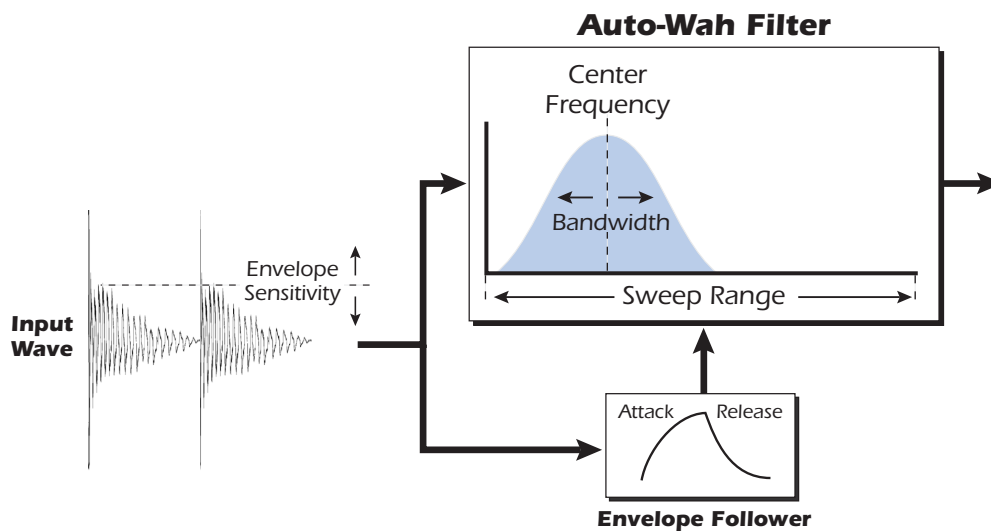 Auto-Wah Filter
Center
Frequency
Bandwidth
Sweep Range
Envelope
Sensitivity
Input
Wave
Attack
Release
Envelope Follower